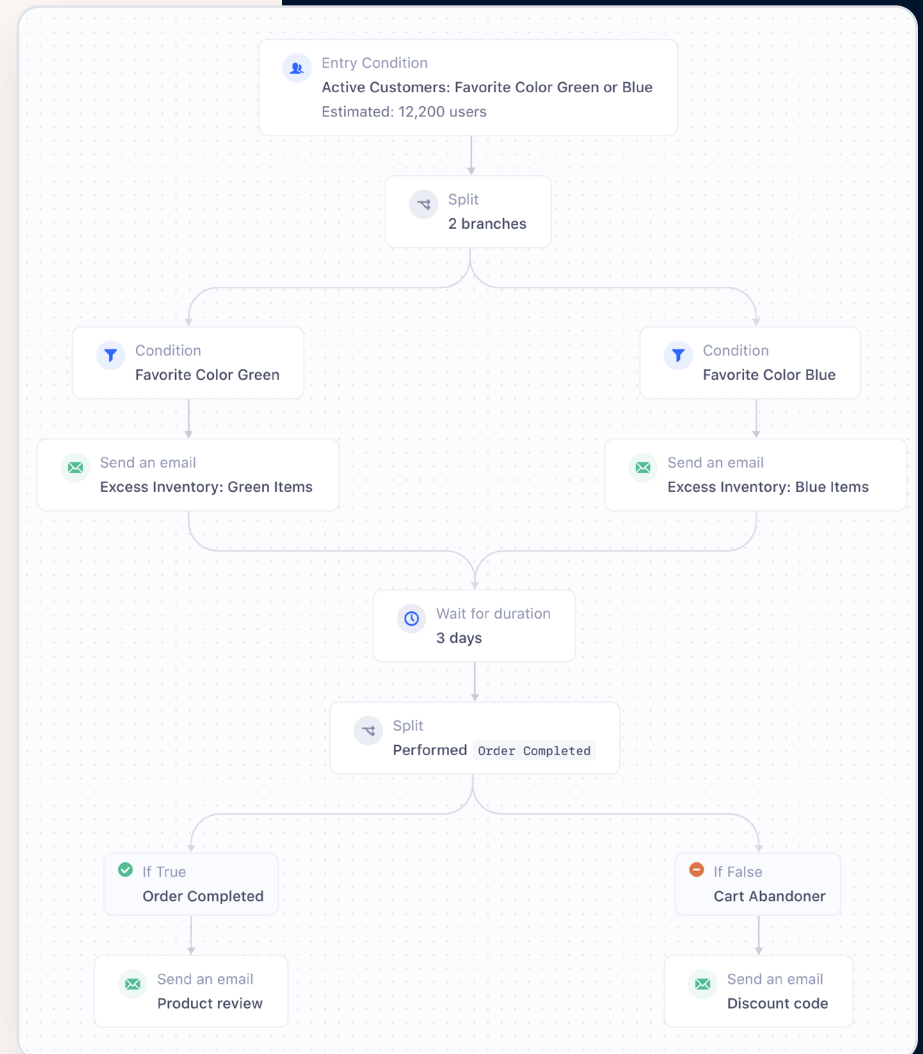 Entry Condition
Active Customers: Favorite Color Green or Blue
Estimated: 12,200 users
Split
2 branches
Condition
Favorite Color Green
Condition
Favorite Color Blue
Send an email
Excess Inventory: Green Items
Send an email
Excess Inventory: Blue Items
Wait for duration
3 days
Split
Performed Order Completed
If True
Order Completed
If False
Cart Abandoner
Send an email
Product review
Send an email
Discount code